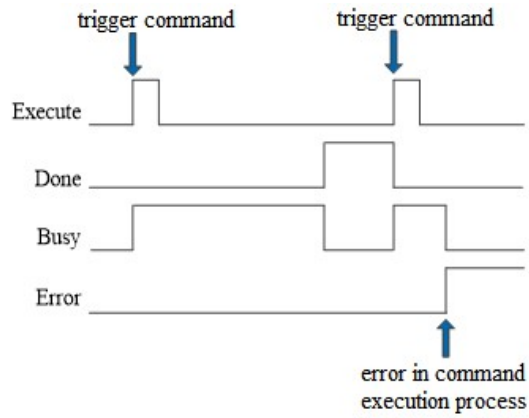 trigger command
trigger command
Execute
Done
Busy
Error
error in command
execution process